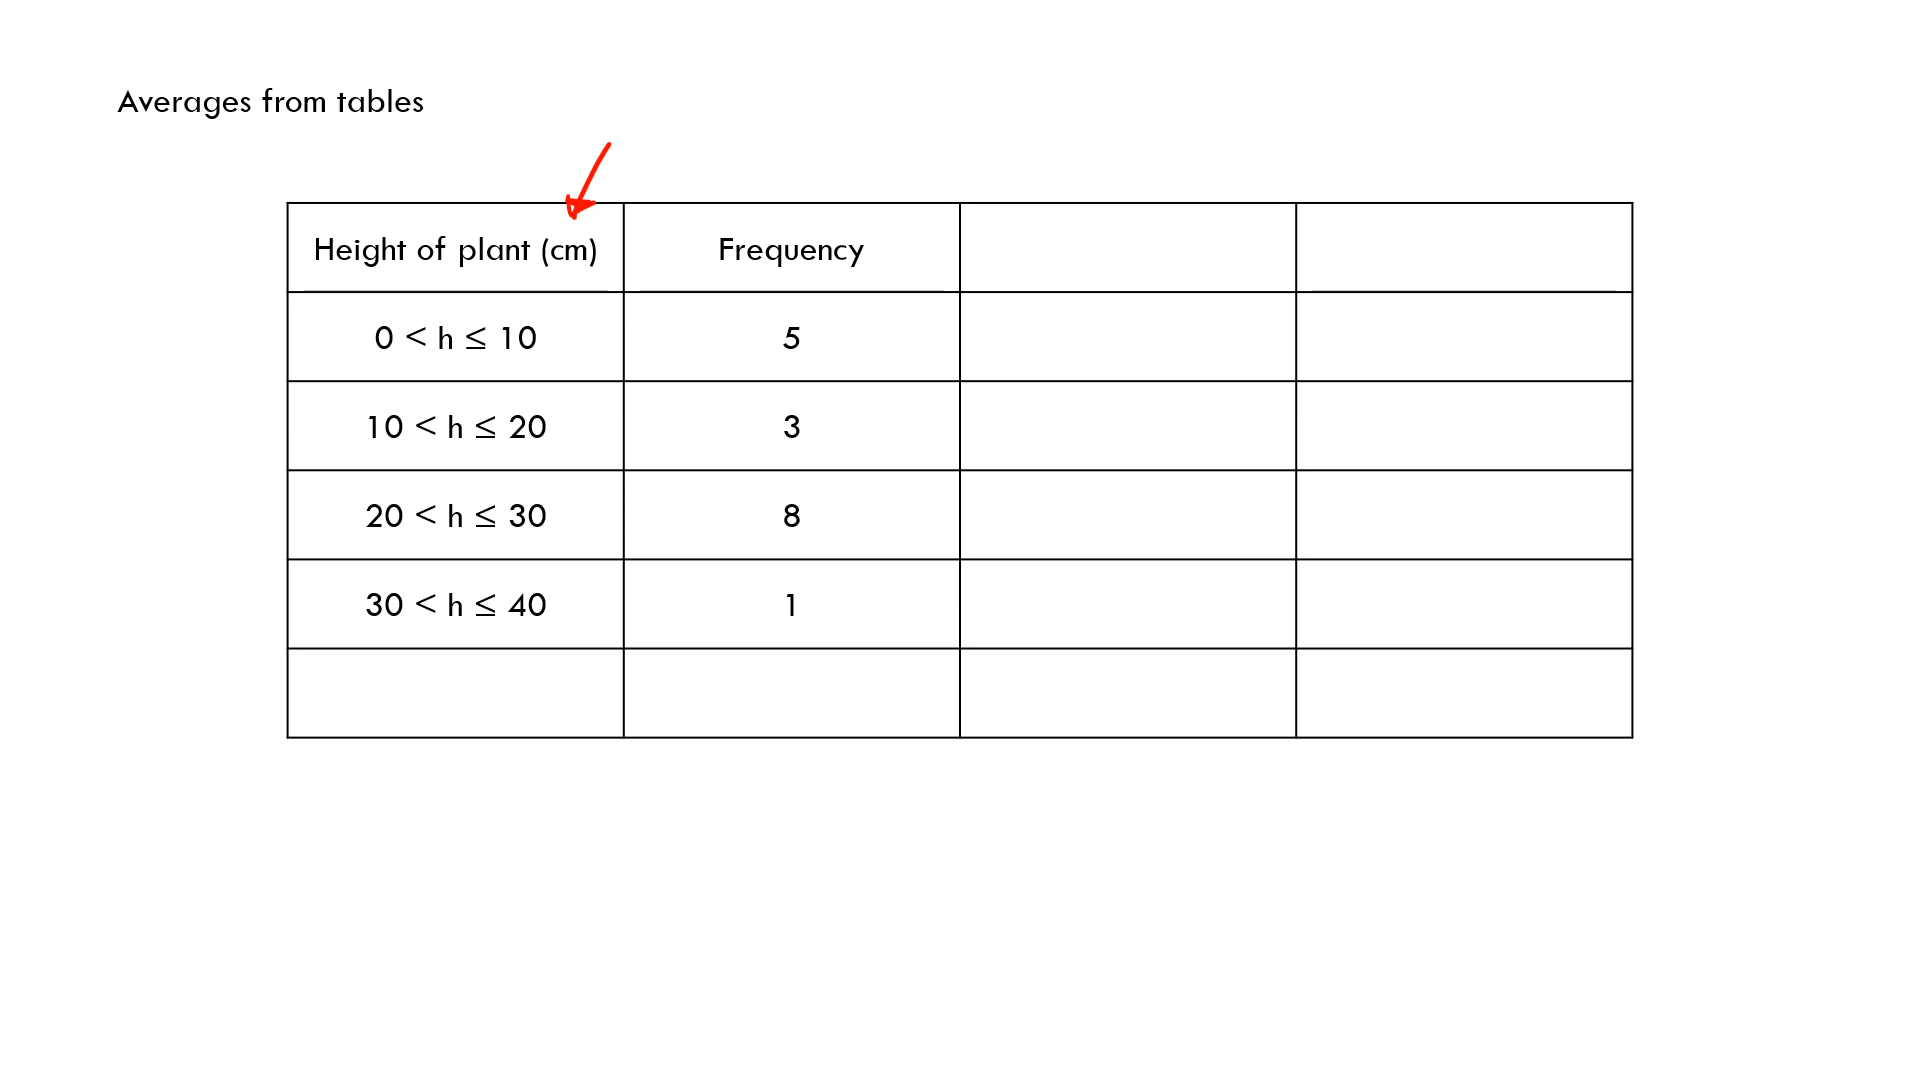 Averages from tables
Height of plant (cm) Frequency
0 < h ≤ 10 5
10 < h ≤ 20 3
20 < h ≤ 30 8
30 < h ≤ 40 1